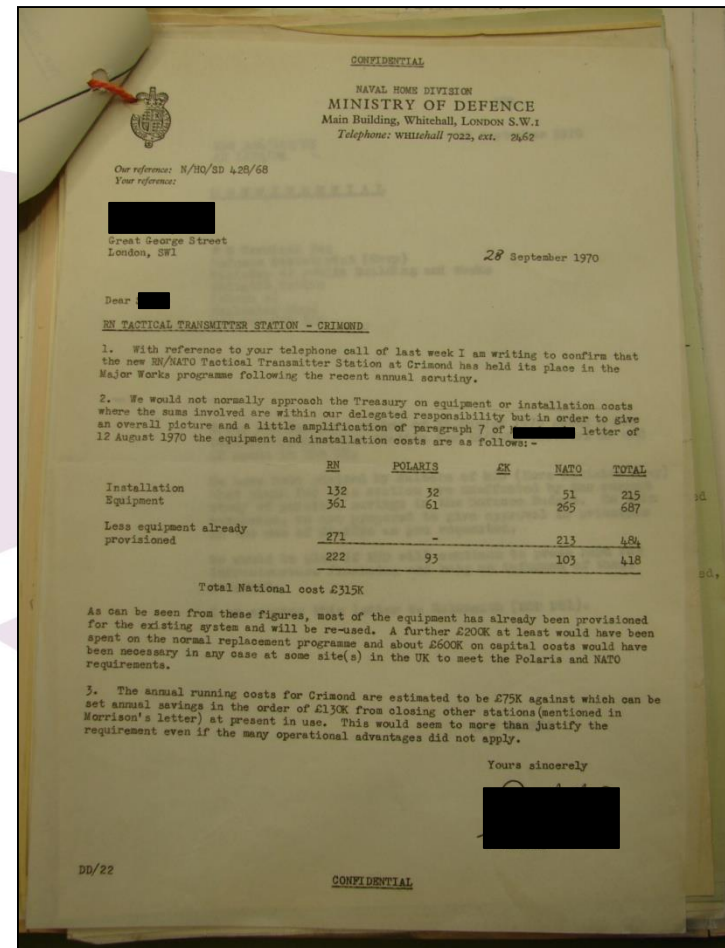 CONFIDENTIAL
NAVAL HOME DIVISION
MINISTRY OF DEFENCE
Main Building, Whitehall, LONDON S.W.1
Telephone: WHItehall 7022, ext. 2462
Our reference: N/HO/SD 428/68
Your reference:
Great George Street
London, SW1
28 September 1970
Dear
RN TACTICAL TRANSMITTER STATION - CRIMOND
1. With reference to your telephone call of last week I am writing to confirm that
the new RN/NATO Tactical Transmitter Station at Crimond has held its place in the
Major Works programme following the recent annual scrutiny.
2. We would not normally approach the Treasury on equipment or installation costs
where the sums involved are within our delegated responsibility but in order to give
an overall picture and a little amplification of paragraph 7 of letter of
12 August 1970 the equipment and installation costs are as follows:-
RN POLARIS £K NATO TOTAL
Installation 132 32 51 215
Equipment 361 61 265 687
Less equipment already
provisioned 271 - 213 484
222 93 103 418
Total National cost £315K
As can be seen from these figures, most of the equipment has already been provisioned
for the existing system and will be re-used. A further £200K at least would have been
spent on the normal replacement programme and about £600K on capital costs would have
been necessary in any case at some site(s) in the UK to meet the Polaris and NATO
requirements.
3. The annual running costs for Crimond are estimated to be £75K against which can be
set annual savings in the order of £130K from closing other stations(mentioned in
Morrison's letter) at present in use. This would seem to more than justify the
requirement even if the many operational advantages did not apply.
Yours sincerely
DD/22
CONFIDENTIAL